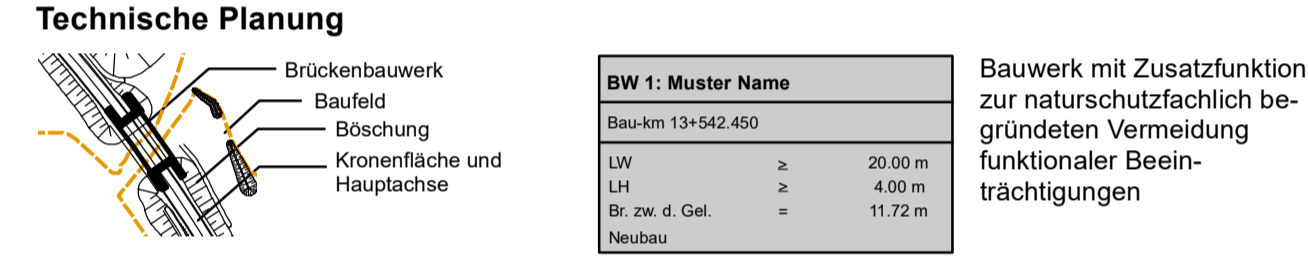 Technische Planung
Brückenbauwerk
Baufeld
Böschung
Kronenfläche und
Hauptachse
BW 1: Muster Name
Bau-km 13+542.450
LW ≥ 20.00 m
LH ≥ 4.00 m
Br. zw. d. Gel. = 11.72 m
Neubau
Bauwerk mit Zusatzfunktion
zur naturschutzfachlich be-
gründeten Vermeidung
funktionaler Beein-
trächtigungen